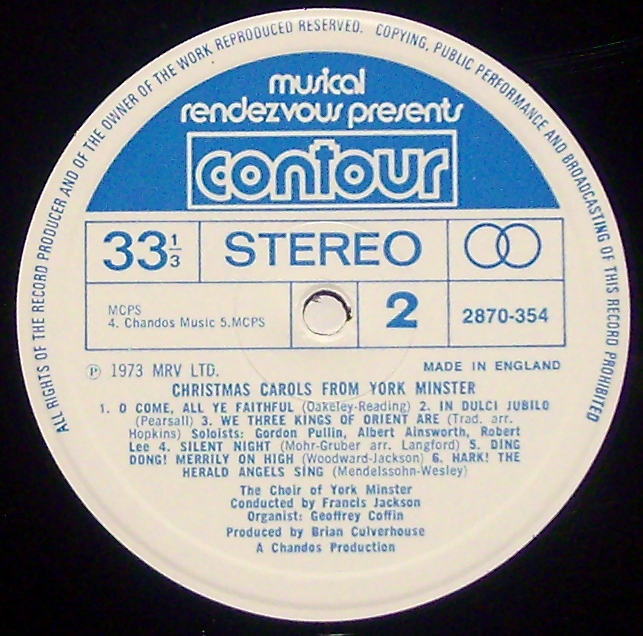 ALL RIGHTS OF THE RECORD PRODUCER AND OF THE OWNER OF THE WORK REPRODUCED RESERVED. COPYING, PUBLIC PERFORMANCE AND BROADCASTING OF THIS RECORD PROHIBITED
musical
rendezvous presents
contour
33 1/3 STEREO
MCPS
4. Chandos Music 5.MCPS
2
2870-354
℗ 1973 MRV LTD. MADE IN ENGLAND
CHRISTMAS CAROLS FROM YORK MINSTER
1. O COME, ALL YE FAITHFUL (Oakeley-Reading) 2. IN DULCI JUBILO
(Pearsall) 3. WE THREE KINGS OF ORIENT ARE (Trad. arr.
Hopkins) Soloists: Gordon Pullin, Albert Ainsworth, Robert
Lee 4. SILENT NIGHT (Mohr-Gruber arr. Langford) 5. DING
DONG! MERRILY ON HIGH (Woodward-Jackson) 6. HARK! THE
HERALD ANGELS SING (Mendelssohn-Wesley)
The Choir of York Minster
Conducted by Francis Jackson
Organist: Geoffrey Coffin
Produced by Brian Culverhouse
A Chandos Production